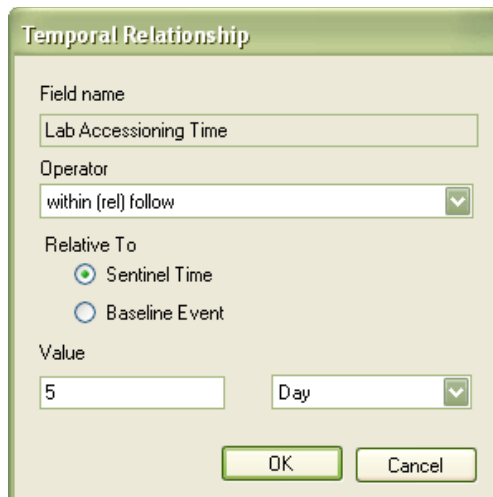 Temporal Relationship
Field name
Lab Accessioning Time
Operator
within (rel) follow
Relative To
Sentinel Time
Baseline Event
Value
5 Day
OK Cancel